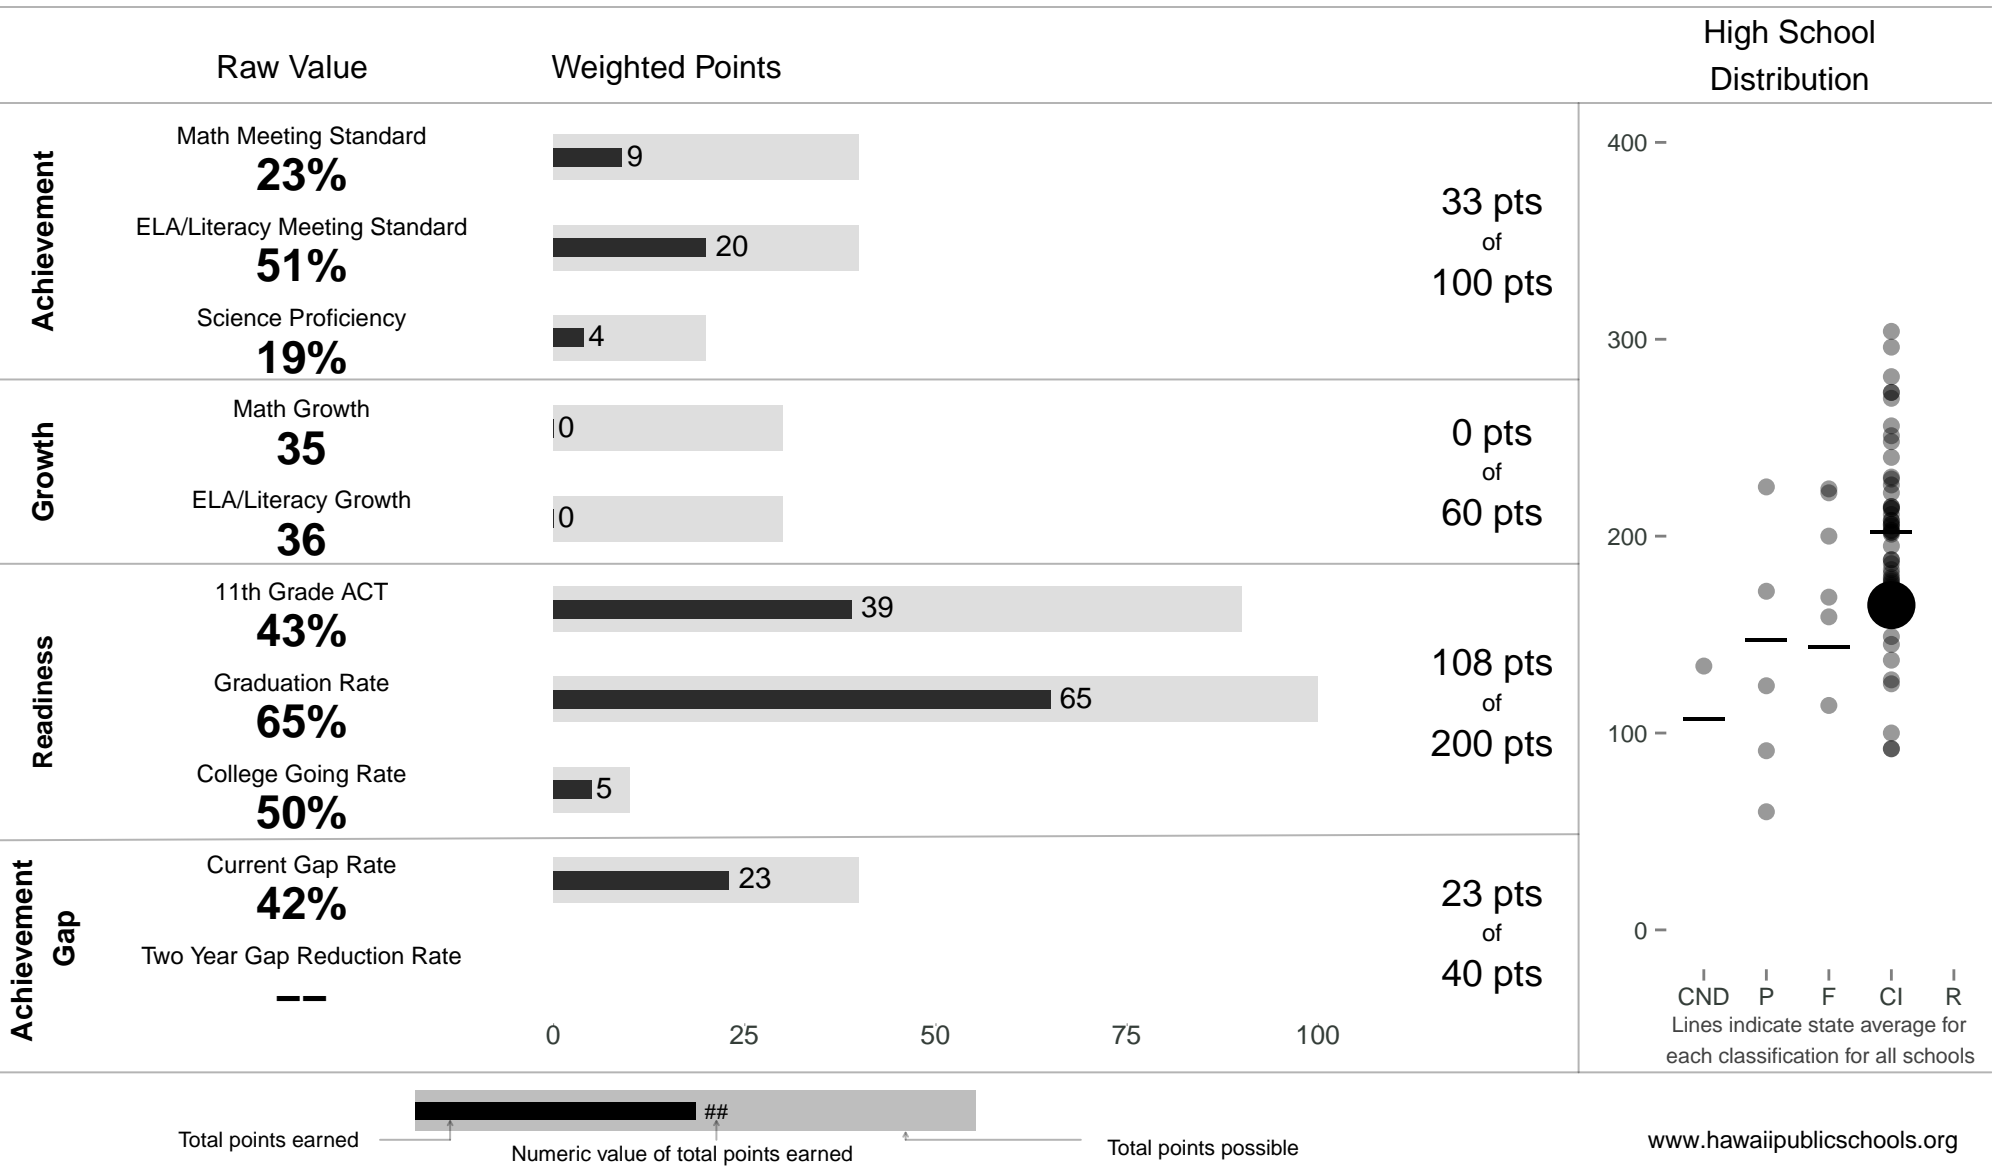 Raw Value
Weighted Points
High School
Distribution
Achievement
Math Meeting Standard
23%
9
ELA/Literacy Meeting Standard
51%
20
Science Proficiency
19%
4
33 pts
of
100 pts
Growth
Math Growth
35
0
ELA/Literacy Growth
36
0
0 pts
of
60 pts
Readiness
11th Grade ACT
43%
39
Graduation Rate
65%
65
College Going Rate
50%
5
108 pts
of
200 pts
Achievement
Gap
Current Gap Rate
42%
23
Two Year Gap Reduction Rate
––
23 pts
of
40 pts
0 25 50 75 100
400
300
200
100
0
CND P F CI R
Lines indicate state average for
each classification for all schools
##
Total points earned
Numeric value of total points earned
Total points possible
www.hawaiipublicschools.org